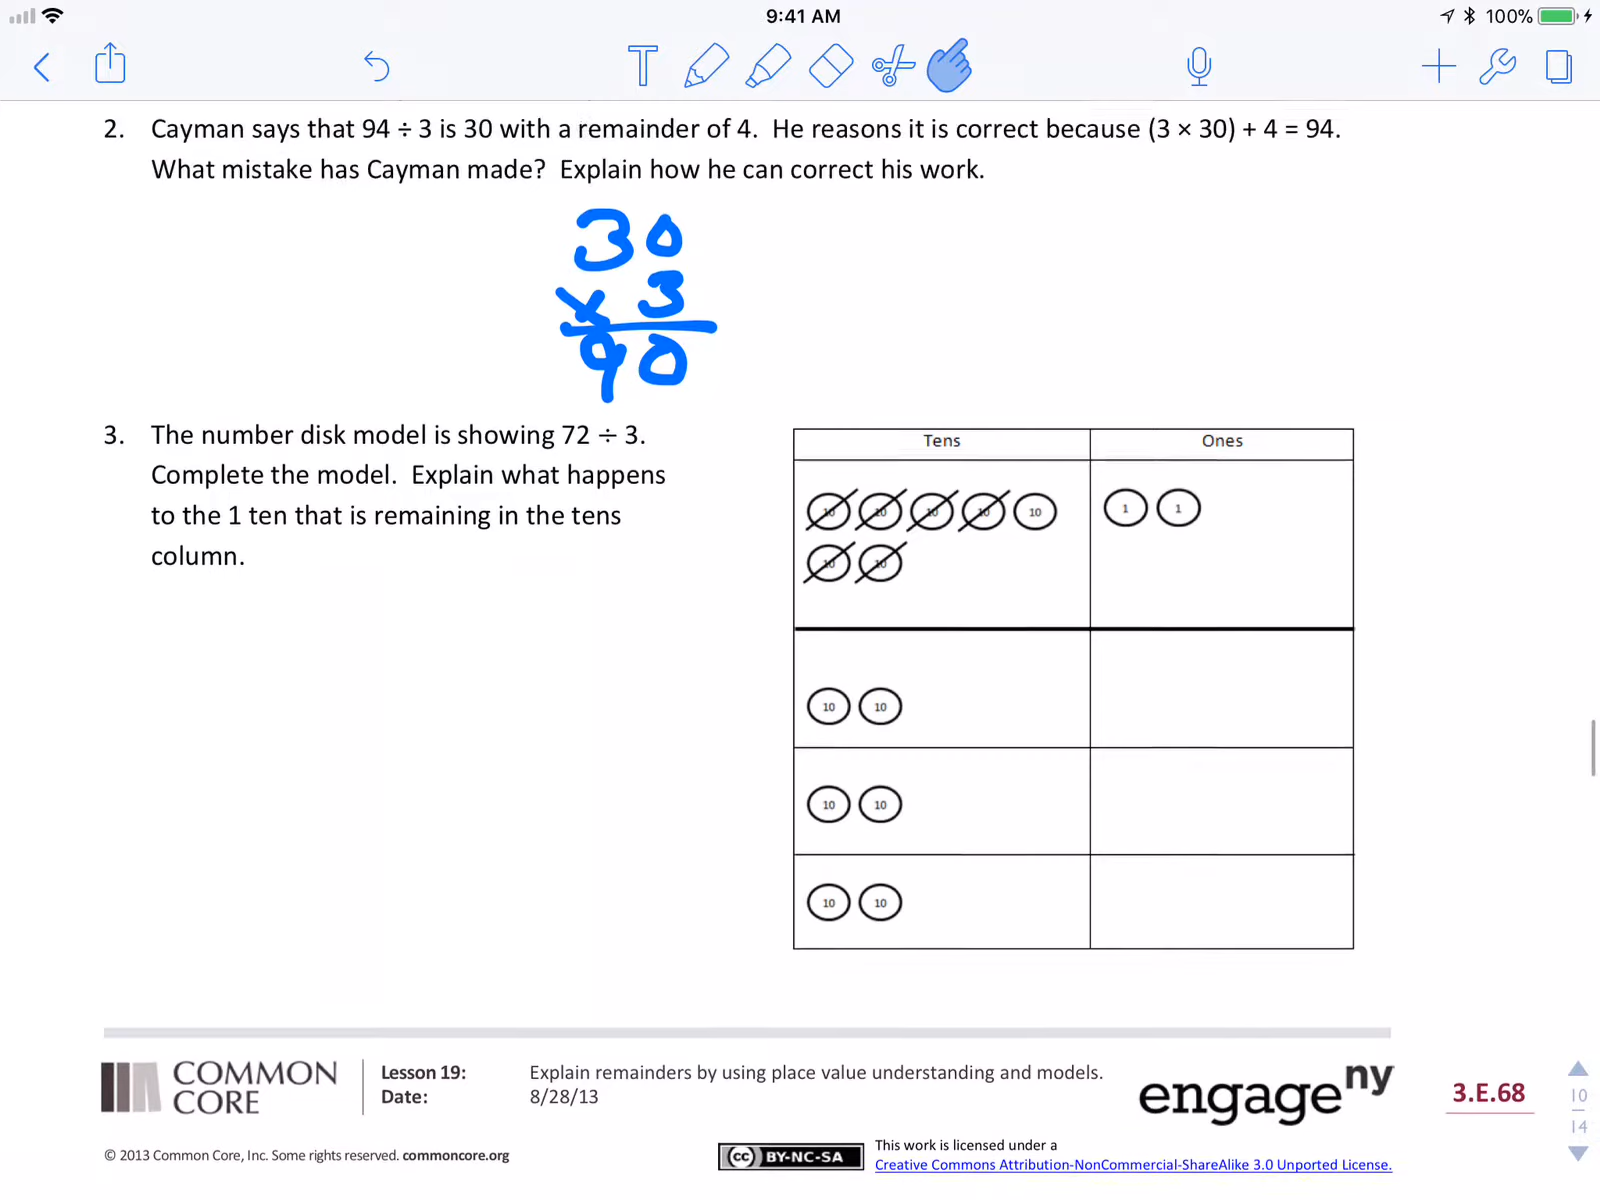 9:41 AM
100%
T
2. Cayman says that 94 ÷ 3 is 30 with a remainder of 4. He reasons it is correct because (3 × 30) + 4 = 94.
What mistake has Cayman made? Explain how he can correct his work.
30
× 3
90
3. The number disk model is showing 72 ÷ 3.
Complete the model. Explain what happens
to the 1 ten that is remaining in the tens
column.
Tens Ones
10 10 10 10 10 1 1
10 10
10 10
10 10
10 10
COMMON
CORE
Lesson 19: Explain remainders by using place value understanding and models.
Date: 8/28/13
engage ny
3.E.68
10
14
© 2013 Common Core, Inc. Some rights reserved. commoncore.org
cc BY-NC-SA
This work is licensed under a
Creative Commons Attribution-NonCommercial-ShareAlike 3.0 Unported License.